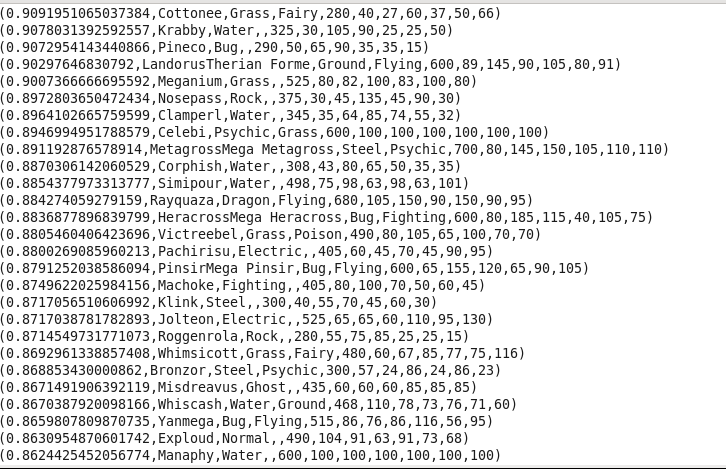 (0.9091951065037384,Cottonee,Grass,Fairy,280,40,27,60,37,50,66)
(0.9078031392592557,Krabby,Water,,325,30,105,90,25,25,50)
(0.9072954143440866,Pineco,Bug,,290,50,65,90,35,35,15)
(0.90297646830792,LandorusTherian Forme,Ground,Flying,600,89,145,90,105,80,91)
(0.9007366666695592,Meganium,Grass,,525,80,82,100,83,100,80)
(0.8972803650472434,Nosepass,Rock,,375,30,45,135,45,90,30)
(0.8964102665759599,Clamperl,Water,,345,35,64,85,74,55,32)
(0.8946994951788579,Celebi,Psychic,Grass,600,100,100,100,100,100,100)
(0.891192876578914,MetagrossMega Metagross,Steel,Psychic,700,80,145,150,105,110,110)
(0.8870306142060529,Corphish,Water,,308,43,80,65,50,35,35)
(0.8854377973313777,Simipour,Water,,498,75,98,63,98,63,101)
(0.884274059279159,Rayquaza,Dragon,Flying,680,105,150,90,150,90,95)
(0.8836877896839799,HeracrossMega Heracross,Bug,Fighting,600,80,185,115,40,105,75)
(0.8805460406423696,Victreebel,Grass,Poison,490,80,105,65,100,70,70)
(0.8800269085960213,Pachirisu,Electric,,405,60,45,70,45,90,95)
(0.8791252038586094,PinsirMega Pinsir,Bug,Flying,600,65,155,120,65,90,105)
(0.8749622025984156,Machoke,Fighting,,405,80,100,70,50,60,45)
(0.8717056510606992,Klink,Steel,,300,40,55,70,45,60,30)
(0.8717038781782893,Jolteon,Electric,,525,65,65,60,110,95,130)
(0.8714549731771073,Roggenrola,Rock,,280,55,75,85,25,25,15)
(0.8692961338857408,Whimsicott,Grass,Fairy,480,60,67,85,77,75,116)
(0.868853430000862,Bronzor,Steel,Psychic,300,57,24,86,24,86,23)
(0.8671491906392119,Misdreavus,Ghost,,435,60,60,60,85,85,85)
(0.8670387920098166,Whiscash,Water,Ground,468,110,78,73,76,71,60)
(0.8659807809870735,Yanmega,Bug,Flying,515,86,76,86,116,56,95)
(0.8630954870601742,Exploud,Normal,,490,104,91,63,91,73,68)
(0.8624425452056774,Manaphy,Water,,600,100,100,100,100,100,100)